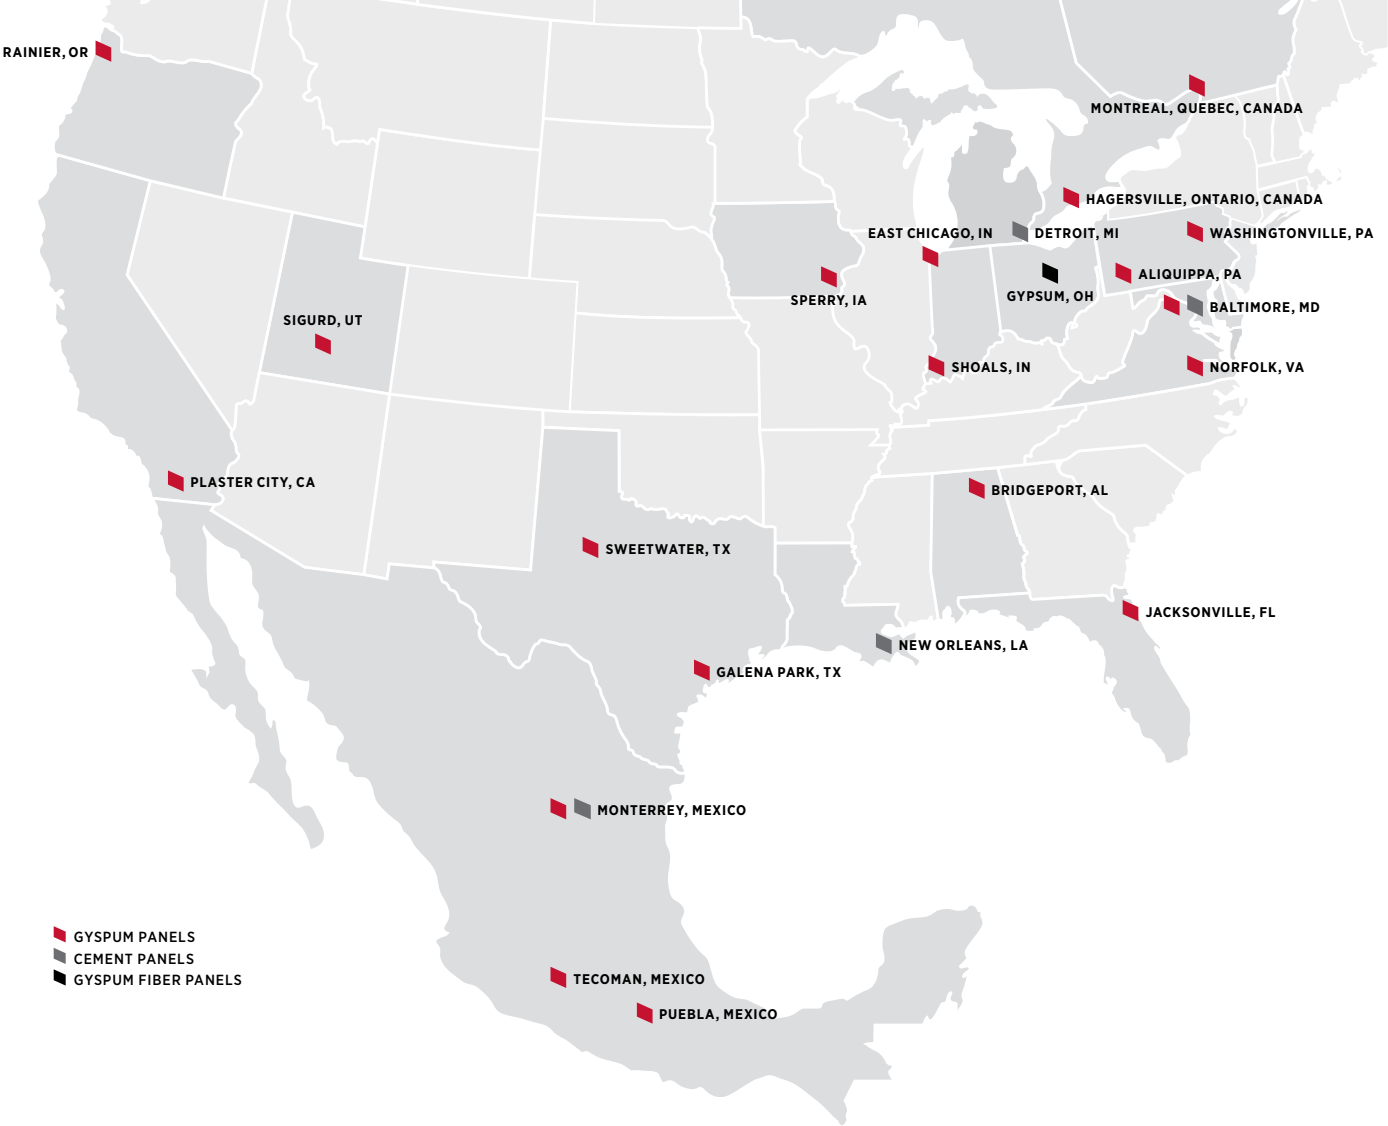 RAINIER, OR
MONTREAL, QUEBEC, CANADA
HAGERSVILLE, ONTARIO, CANADA
EAST CHICAGO, IN
DETROIT, MI
WASHINGTONVILLE, PA
ALIQUIPPA, PA
SPERRY, IA
GYPSUM, OH
BALTIMORE, MD
SIGURD, UT
SHOALS, IN
NORFOLK, VA
PLASTER CITY, CA
BRIDGEPORT, AL
SWEETWATER, TX
JACKSONVILLE, FL
NEW ORLEANS, LA
GALENA PARK, TX
MONTERREY, MEXICO
GYSPUM PANELS
CEMENT PANELS
GYSPUM FIBER PANELS
TECOMAN, MEXICO
PUEBLA, MEXICO